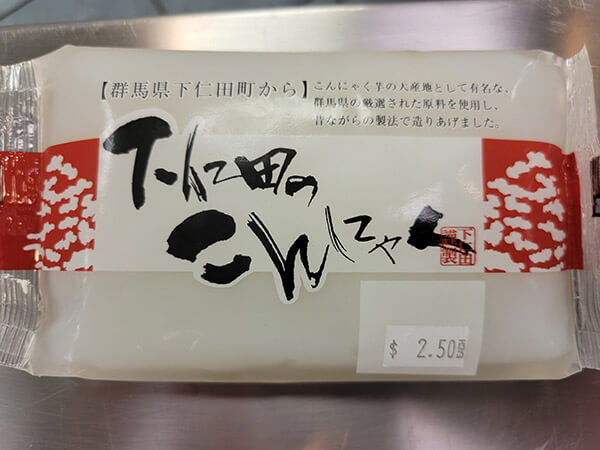 【群馬県下仁田町から】
こんにゃく芋の大産地として有名な、
群馬県の厳選された原料を使用し、
昔ながらの製法で造りあげました。
下仁田の
こんにゃく
$ 2.50